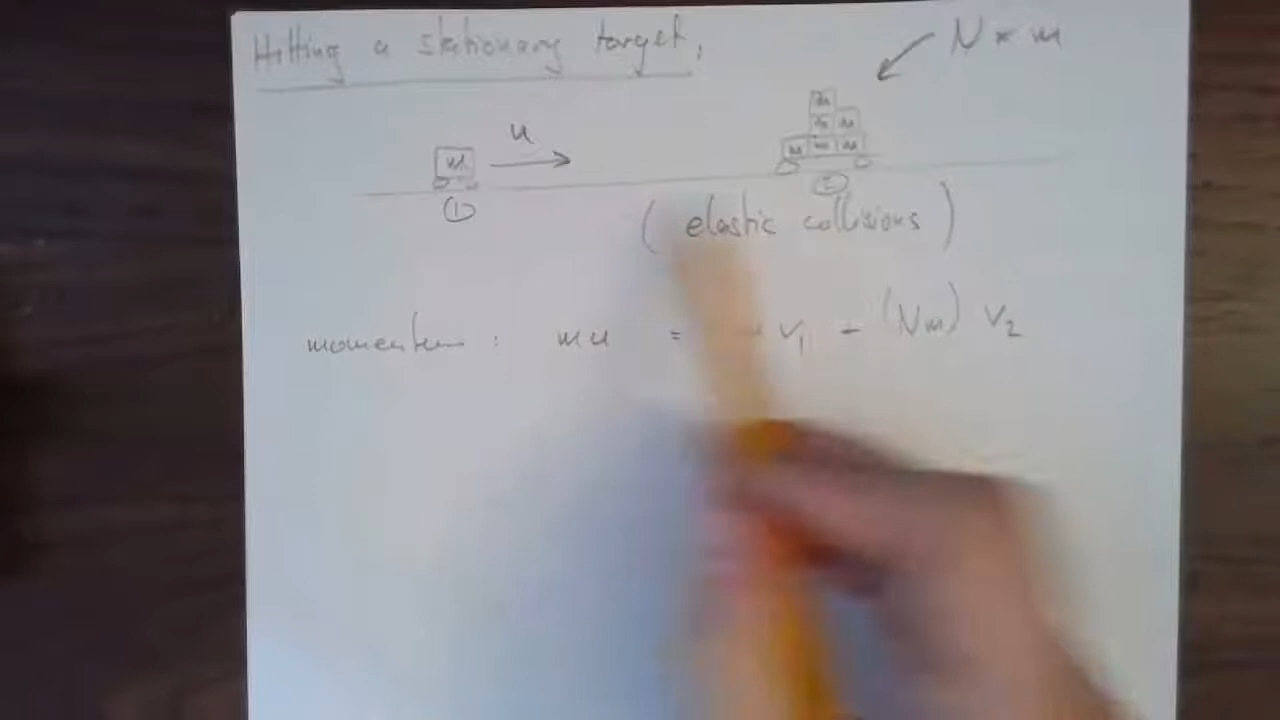 Hitting a stationary target.
N × m
u
m
m
m m
m m m
① ②
( elastic collisions )
momentum : mu = v₁ - (Nm) v₂